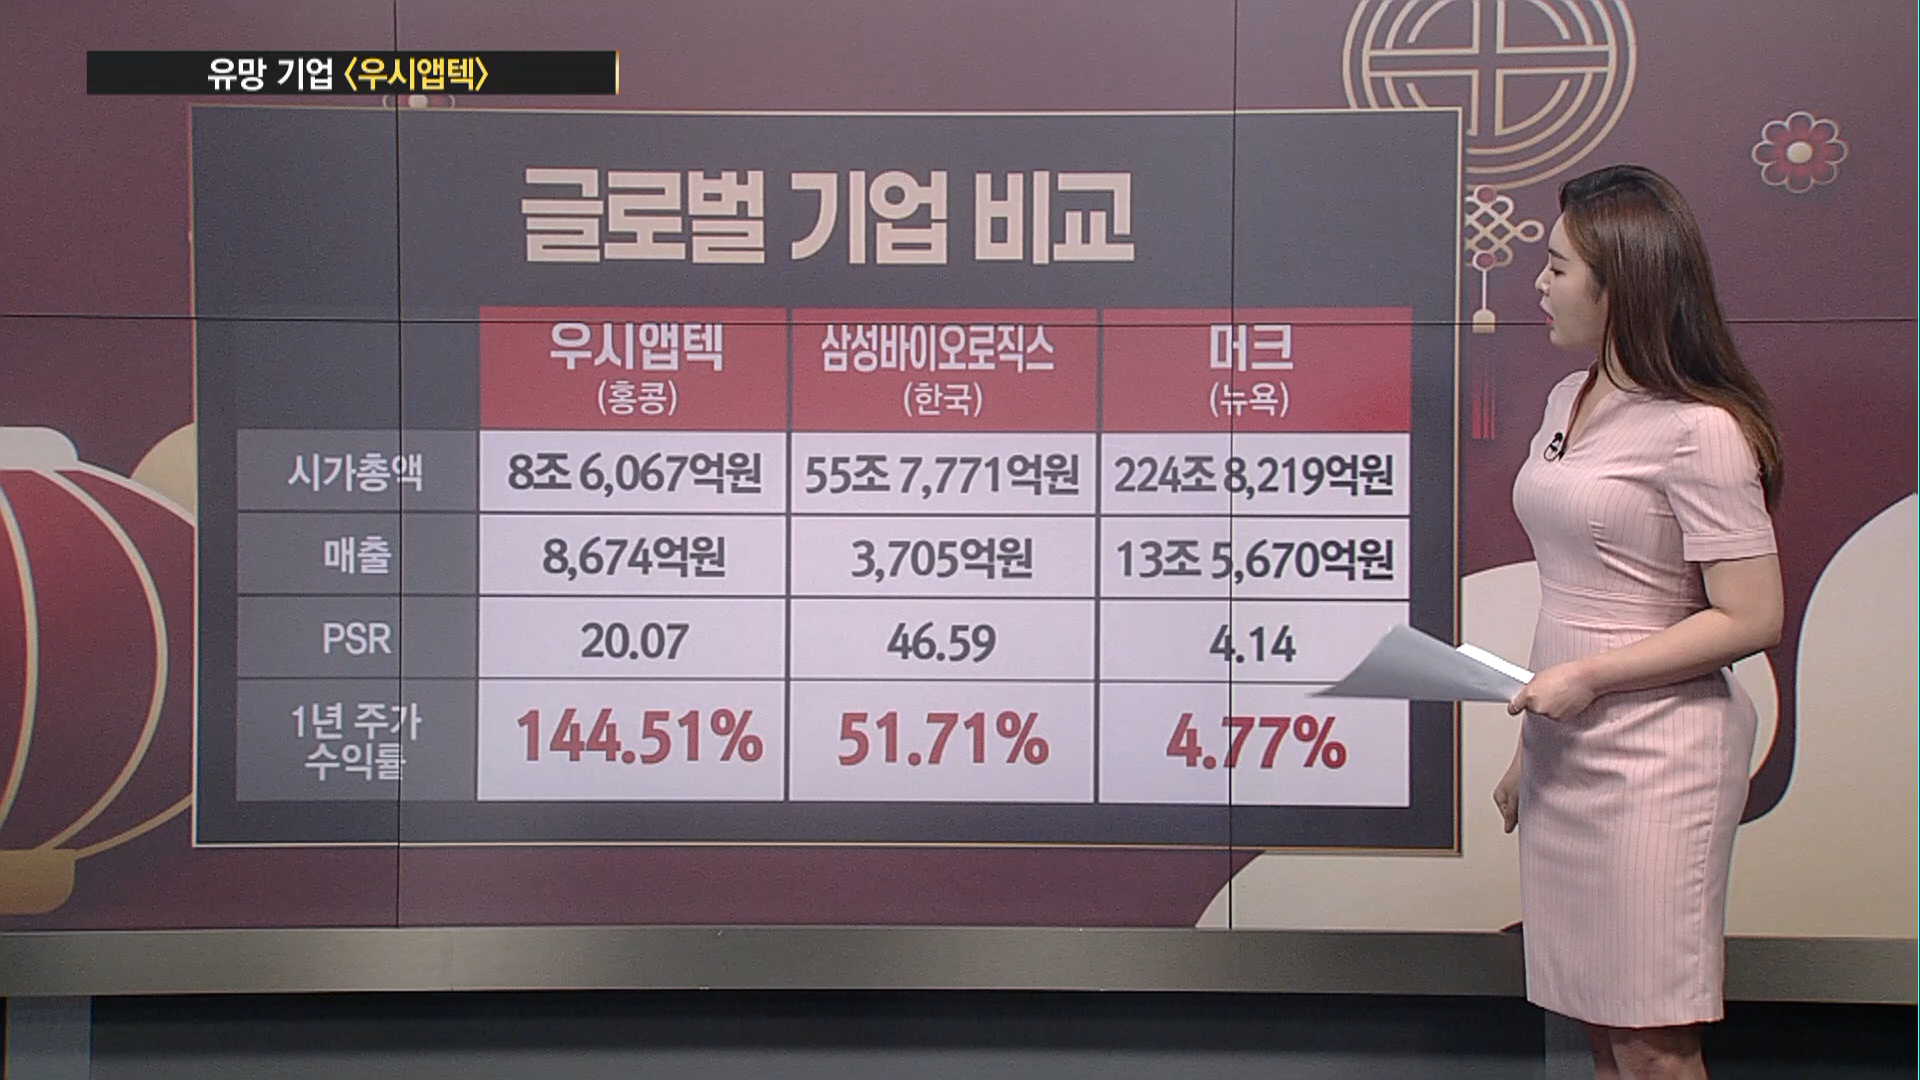 유망 기업 <우시앱텍>
글로벌 기업 비교
우시앱텍 삼성바이오로직스 머크
(홍콩) (한국) (뉴욕)
시가총액 8조 6,067억원 55조 7,771억원 224조 8,219억원
매출 8,674억원 3,705억원 13조 5,670억원
PSR 20.07 46.59 4.14
1년 주가
수익률 144.51% 51.71% 4.77%